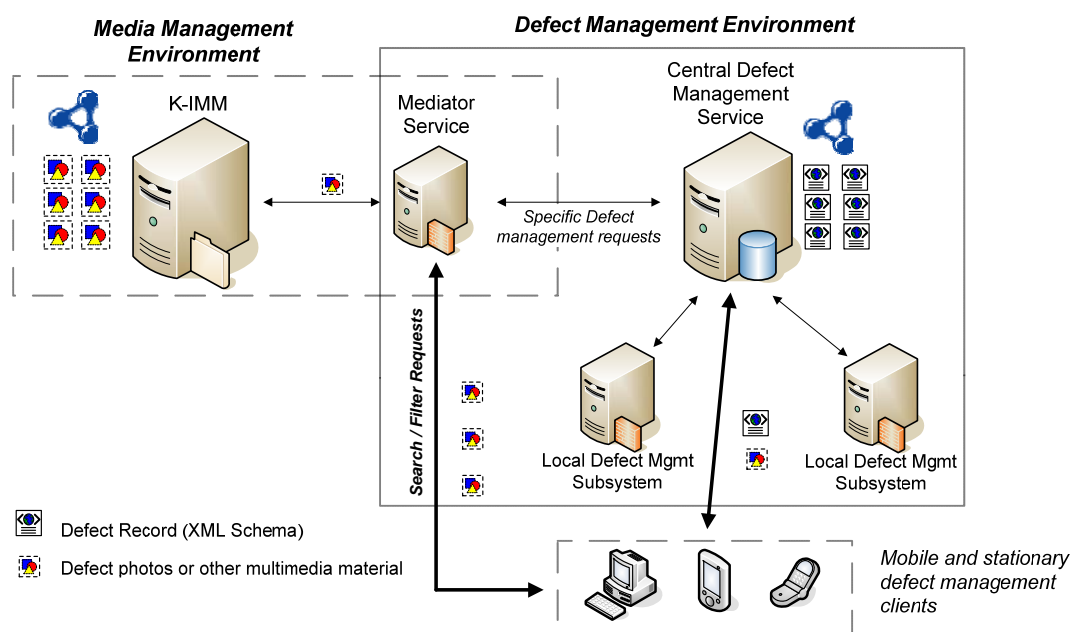 Media Management
Environment
Defect Management Environment
K-IMM
Mediator
Service
Central Defect
Management
Service
Specific Defect
management requests
Search / Filter Requests
Local Defect Mgmt
Subsystem
Local Defect Mgmt
Subsystem
Defect Record (XML Schema)
Defect photos or other multimedia material
Mobile and stationary
defect management
clients